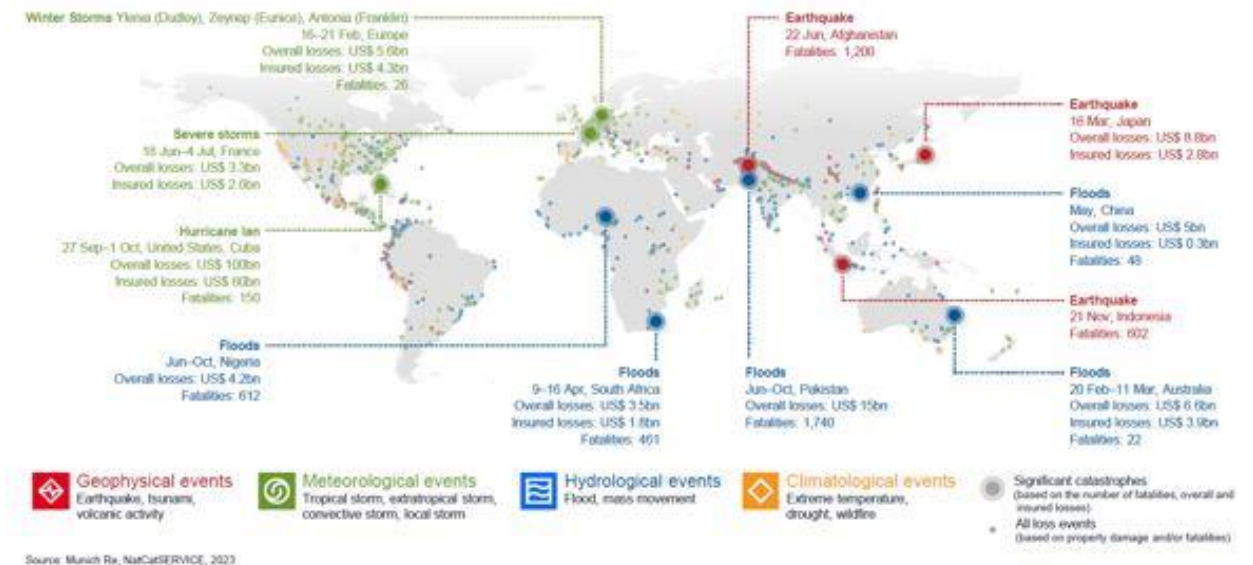 Winter Storms Ylenia (Dudley), Zeynep (Eunice), Antonia (Franklin)
16–21 Feb, Europe
Overall losses: US$ 5.6bn
Insured losses: US$ 4.3bn
Fatalities: 26
Severe storms
18 Jun–4 Jul, France
Overall losses: US$ 3.3bn
Insured losses: US$ 2.6bn
Hurricane Ian
27 Sep–1 Oct, United States, Cuba
Overall losses: US$ 100bn
Insured losses: US$ 60bn
Fatalities: 150
Floods
Jun–Oct, Nigeria
Overall losses: US$ 4.2bn
Fatalities: 612
Floods
9–16 Apr, South Africa
Overall losses: US$ 3.5bn
Insured losses: US$ 1.8bn
Fatalities: 461
Floods
Jun–Oct, Pakistan
Overall losses: US$ 15bn
Fatalities: 1,740
Earthquake
22 Jun, Afghanistan
Fatalities: 1,200
Earthquake
16 Mar, Japan
Overall losses: US$ 8.8bn
Insured losses: US$ 2.8bn
Floods
May, China
Overall losses: US$ 5bn
Insured losses: US$ 0.3bn
Fatalities: 48
Earthquake
21 Nov, Indonesia
Fatalities: 602
Floods
20 Feb–11 Mar, Australia
Overall losses: US$ 6.6bn
Insured losses: US$ 3.9bn
Fatalities: 22
Geophysical events
Earthquake, tsunami,
volcanic activity
Meteorological events
Tropical storm, extratropical storm,
convective storm, local storm
Hydrological events
Flood, mass movement
Climatological events
Extreme temperature,
drought, wildfire
Significant catastrophes
(based on the number of fatalities, overall and
insured losses)
All loss events
(based on property damage and/or fatalities)
Source: Munich Re, NatCatSERVICE, 2023